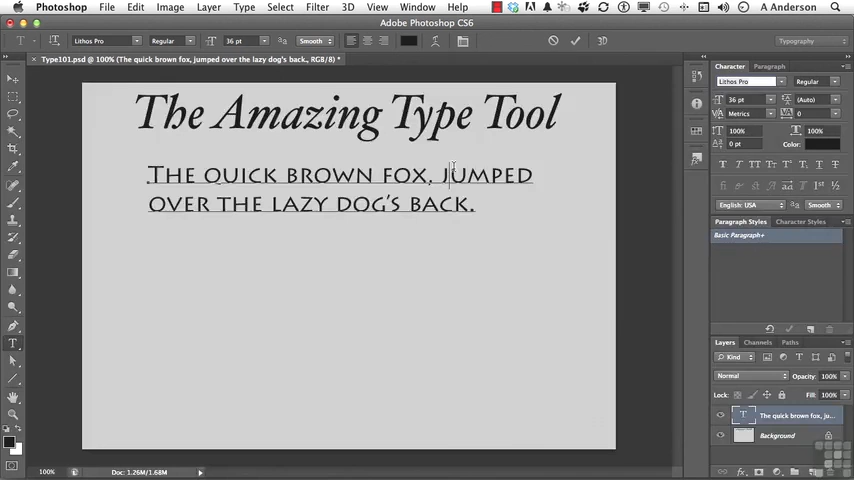 Photoshop File Edit Image Layer Type Select Filter 3D View Window Help A Anderson
Adobe Photoshop CS6
T Lithos Pro Regular 36 pt Smooth 3D Typography
Type101.psd @ 100% (The quick brown fox, jumped over the lazy dog's back., RGB/8) *
Character Paragraph
Lithos Pro Regular
36 pt (Auto)
Metrics 0
100% 100%
0 pt Color:
English: USA Smooth
Paragraph Styles Character Styles
Basic Paragraph+
Layers Channels Paths
Kind
Normal Opacity: 100%
Lock: Fill: 100%
The quick brown fox, ju...
Background
The Amazing Type Tool
THE QUICK BROWN FOX, JUMPED
OVER THE LAZY DOG'S BACK.
100% Doc: 1.26M/1.68M